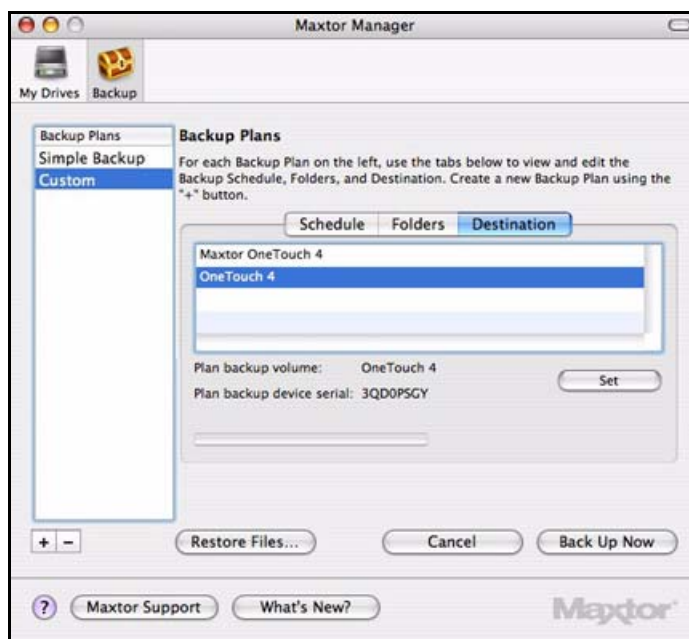 Maxtor Manager
My Drives Backup
Backup Plans
Simple Backup
Custom
Backup Plans
For each Backup Plan on the left, use the tabs below to view and edit the
Backup Schedule, Folders, and Destination. Create a new Backup Plan using the
"+" button.
Schedule Folders Destination
Maxtor OneTouch 4
OneTouch 4
Plan backup volume: OneTouch 4
Set
Plan backup device serial: 3QD0PSGY
+ −
Restore Files... Cancel Back Up Now
? Maxtor Support What's New? Maxtor